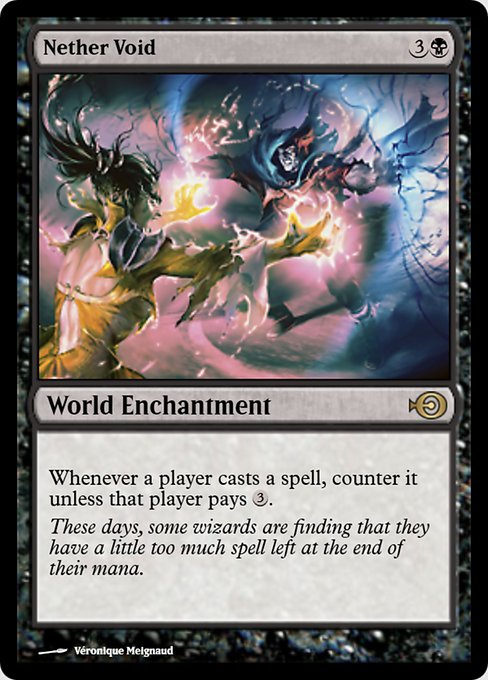 Nether Void 3
World Enchantment
Whenever a player casts a spell, counter it
unless that player pays 3.
These days, some wizards are finding that they
have a little too much spell left at the end of
their mana.
Véronique Meignaud